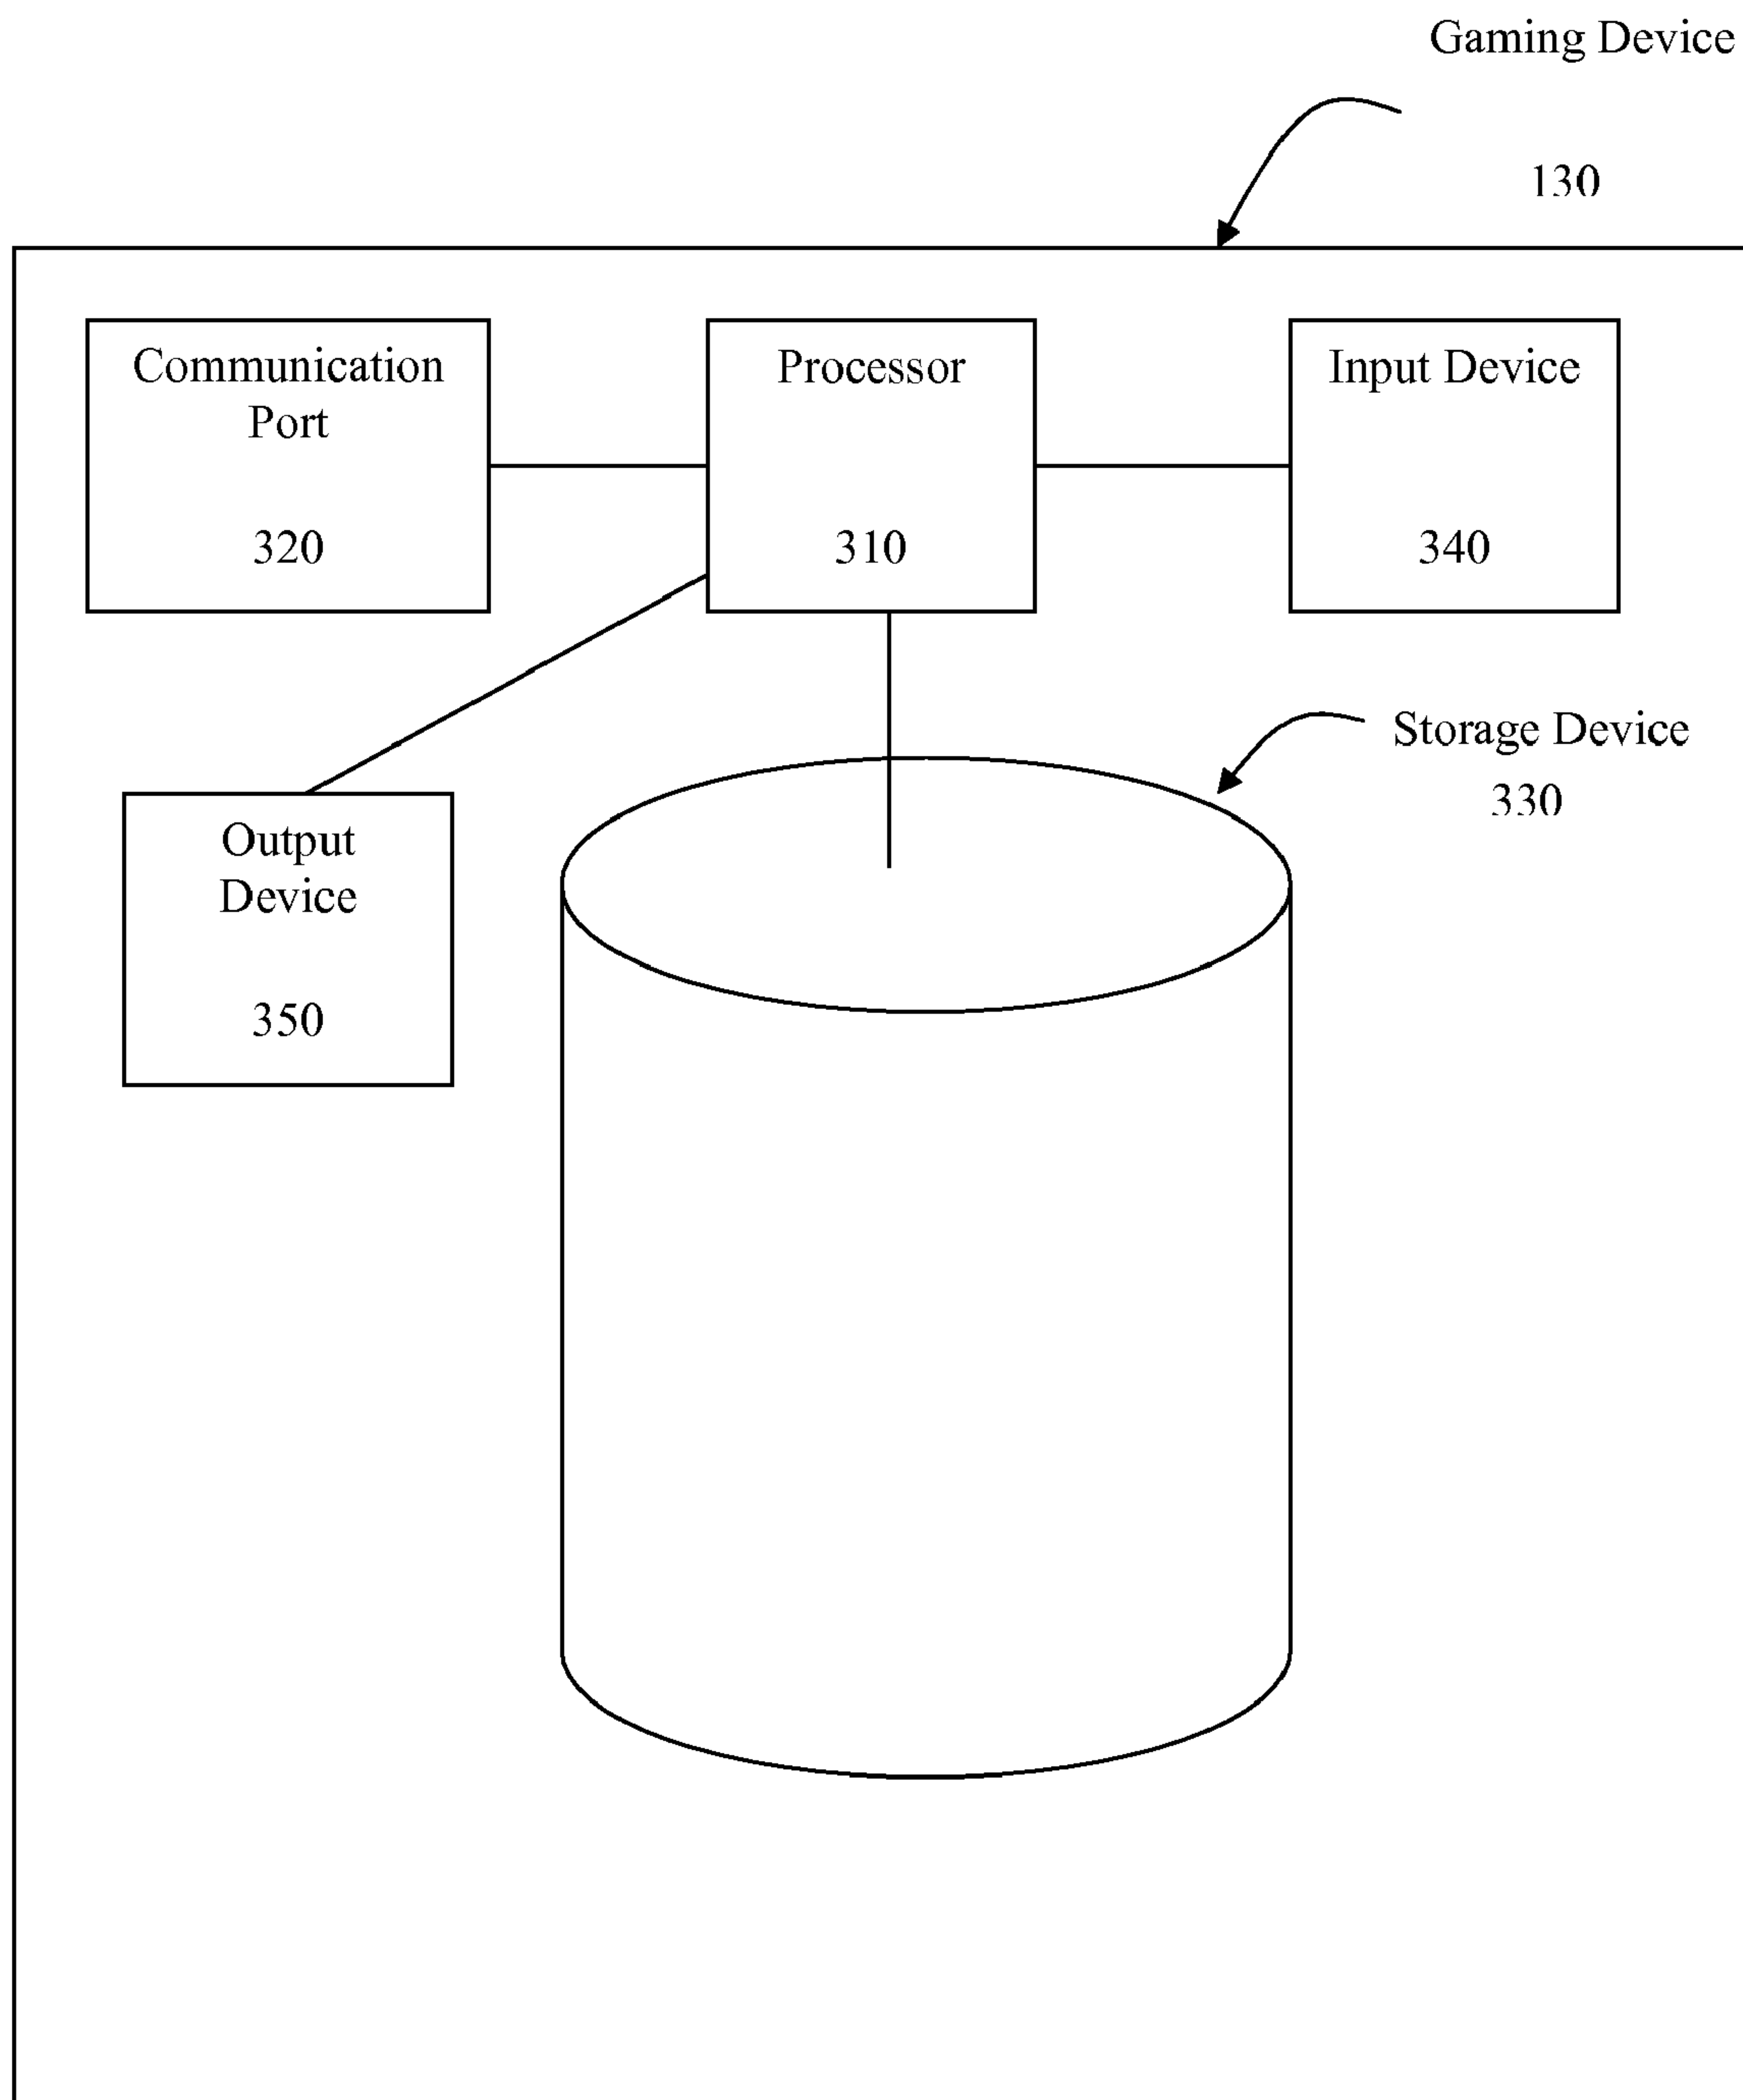 Gaming Device
130
Communication
Port
320
Processor
310
Input Device
340
Storage Device
330
Output
Device
350